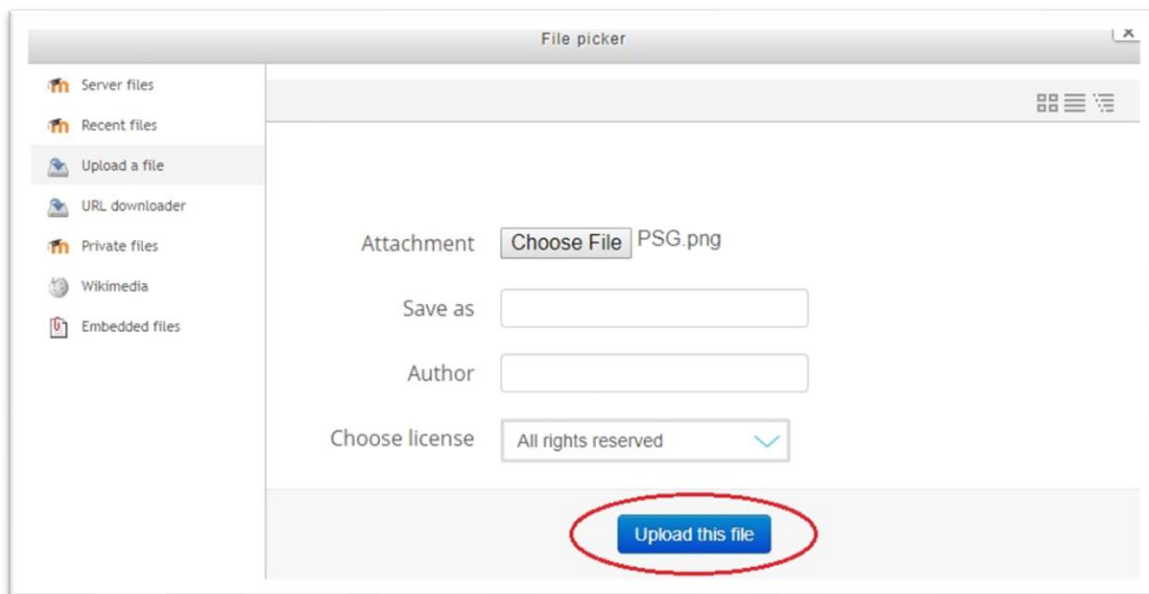 File picker
Server files
Recent files
Upload a file
URL downloader
Private files
Wikimedia
Embedded files
Attachment Choose File PSG.png
Save as
Author
Choose license All rights reserved
Upload this file